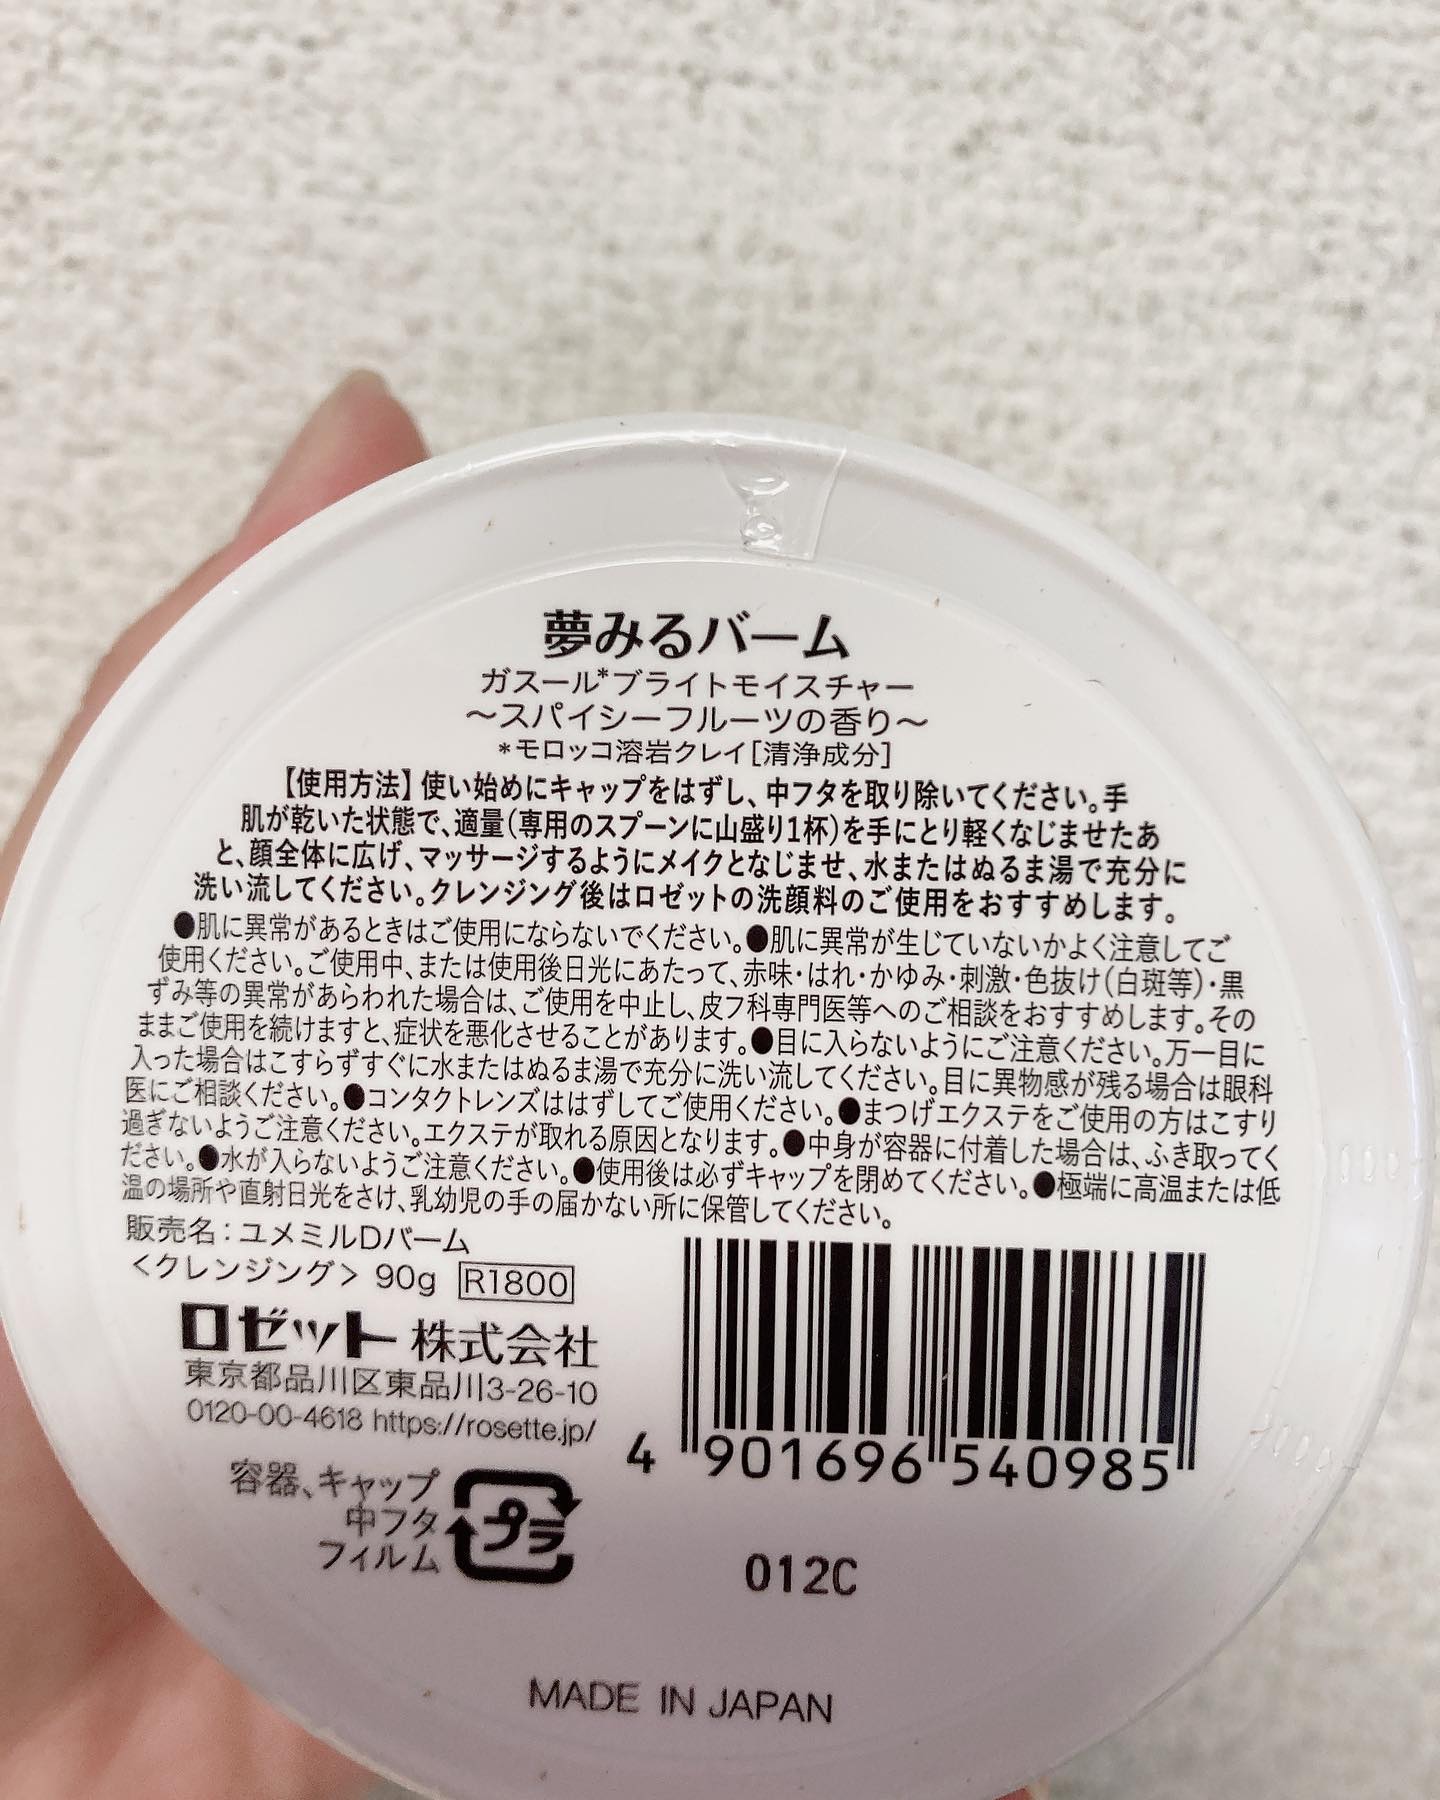 夢みるバーム
ガスール*ブライトモイスチャー
〜スパイシーフルーツの香り〜
*モロッコ溶岩クレイ[清浄成分]
【使用方法】使い始めにキャップをはずし、中フタを取り除いてください。手
肌が乾いた状態で、適量(専用のスプーンに山盛り1杯)を手にとり軽くなじませたあ
と、顔全体に広げ、マッサージするようにメイクとなじませ、水またはぬるま湯で充分に
洗い流してください。クレンジング後はロゼットの洗顔料のご使用をおすすめします。
●肌に異常があるときはご使用にならないでください。●肌に異常が生じていないかよく注意してご
使用ください。ご使用中、または使用後日光にあたって、赤味・はれ・かゆみ・刺激・色抜け(白斑等)・黒
ずみ等の異常があらわれた場合は、ご使用を中止し、皮フ科専門医等へのご相談をおすすめします。その
ままご使用を続けますと、症状を悪化させることがあります。●目に入らないようにご注意ください。万一目に
入った場合はこすらずすぐに水またはぬるま湯で充分に洗い流してください。目に異物感が残る場合は眼科
医にご相談ください。●コンタクトレンズははずしてご使用ください。●まつげエクステをご使用の方はこすり
過ぎないようご注意ください。エクステが取れる原因となります。●中身が容器に付着した場合は、ふき取ってく
ださい。●水が入らないようご注意ください。●使用後は必ずキャップを閉めてください。●極端に高温または低
温の場所や直射日光をさけ、乳幼児の手の届かない所に保管してください。
販売名:ユメミルDバーム
<クレンジング> 90g R1800
ロゼット株式会社
東京都品川区東品川3-26-10
0120-00-4618 https://rosette.jp/
容器、キャップ
中フタ
フィルム
プラ
4 901696 540985
012C
MADE IN JAPAN